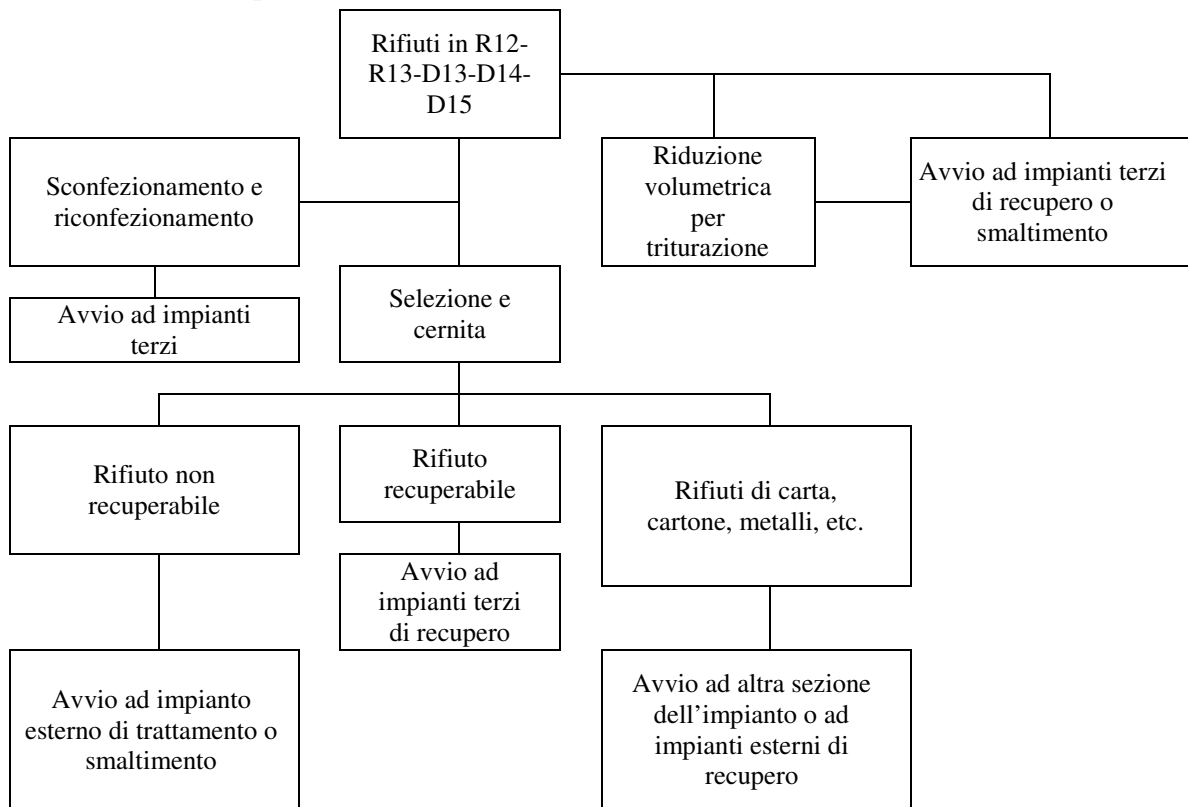 Rifiuti in R12-
R13-D13-D14-
D15
Sconfezionamento e
riconfezionamento
Riduzione
volumetrica
per
triturazione
Avvio ad impianti terzi
di recupero o
smaltimento
Avvio ad impianti
terzi
Selezione e
cernita
Rifiuto non
recuperabile
Rifiuto
recuperabile
Rifiuti di carta,
cartone, metalli, etc.
Avvio ad
impianti terzi
di recupero
Avvio ad impianto
esterno di trattamento o
smaltimento
Avvio ad altra sezione
dell’impianto o ad
impianti esterni di
recupero